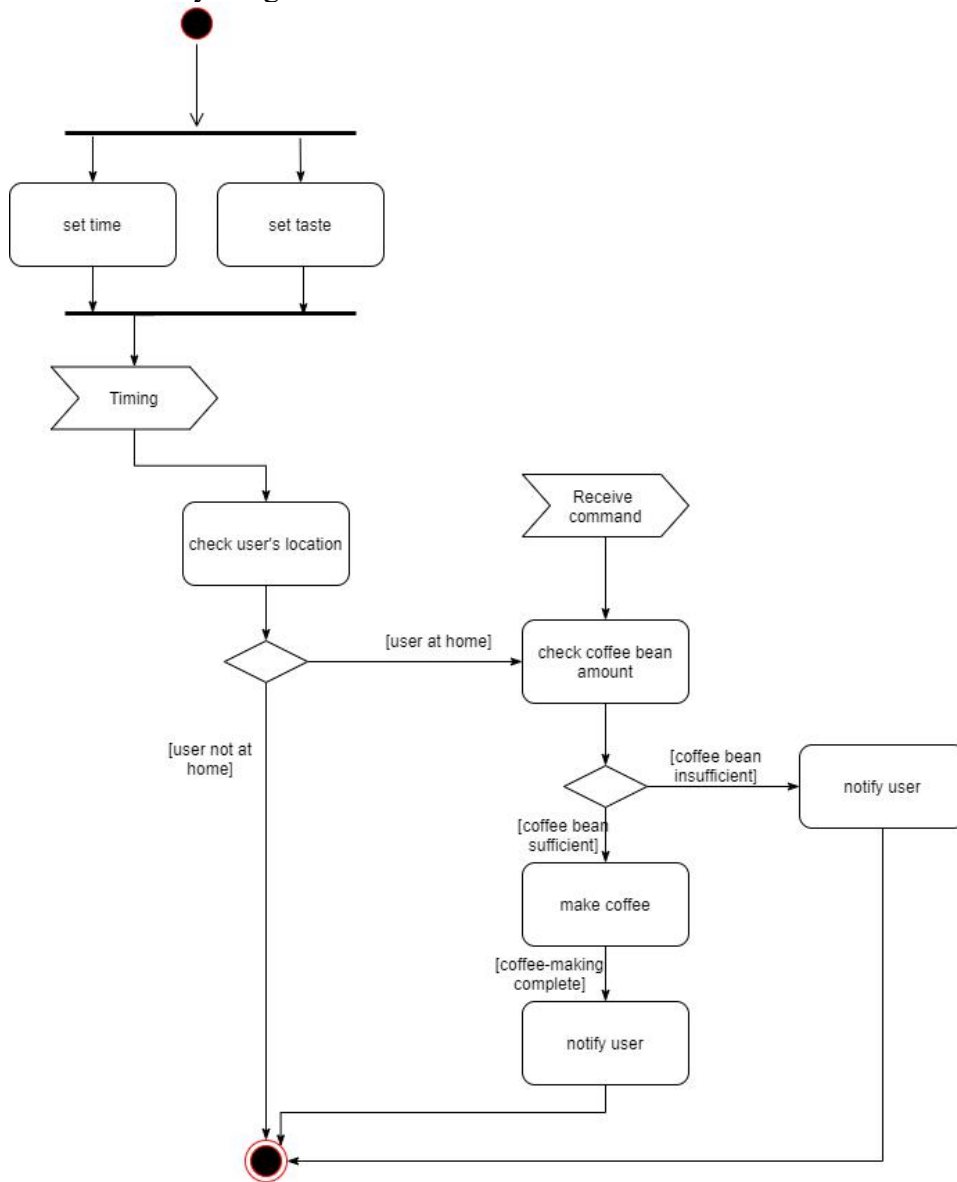 set time
set taste
Timing
Receive
command
check user's location
[user at home]
check coffee bean
amount
[user not at
home]
[coffee bean
insufficient]
notify user
[coffee bean
sufficient]
make coffee
[coffee-making
complete]
notify user